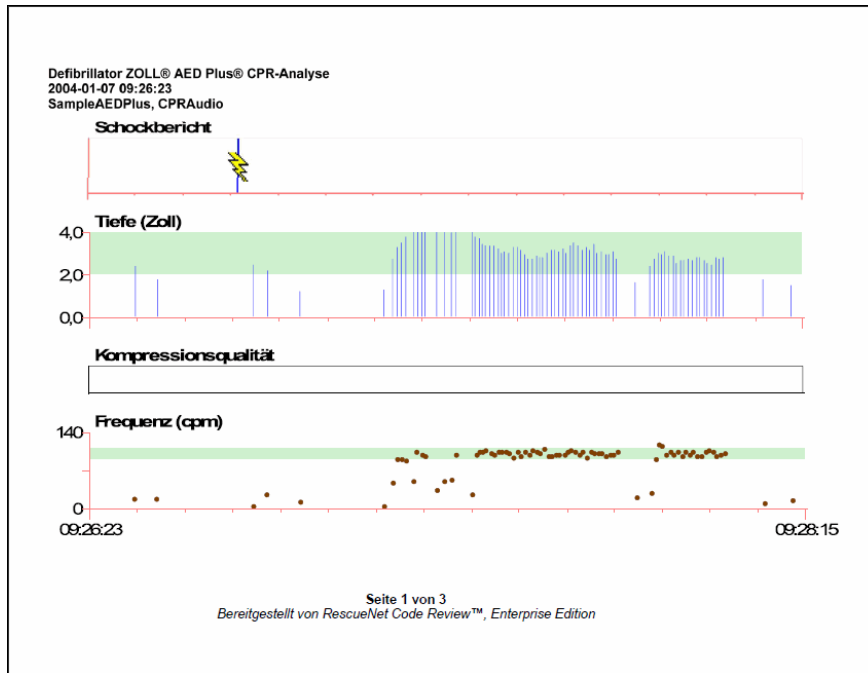 Defibrillator ZOLL® AED Plus® CPR-Analyse
2004-01-07 09:26:23
SampleAEDPlus, CPRAudio
Schockbericht
Tiefe (Zoll)
4,0
2,0
0,0
Kompressionsqualität
Frequenz (cpm)
140
0
09:26:23
09:28:15
Seite 1 von 3
Bereitgestellt von RescueNet Code Review™, Enterprise Edition